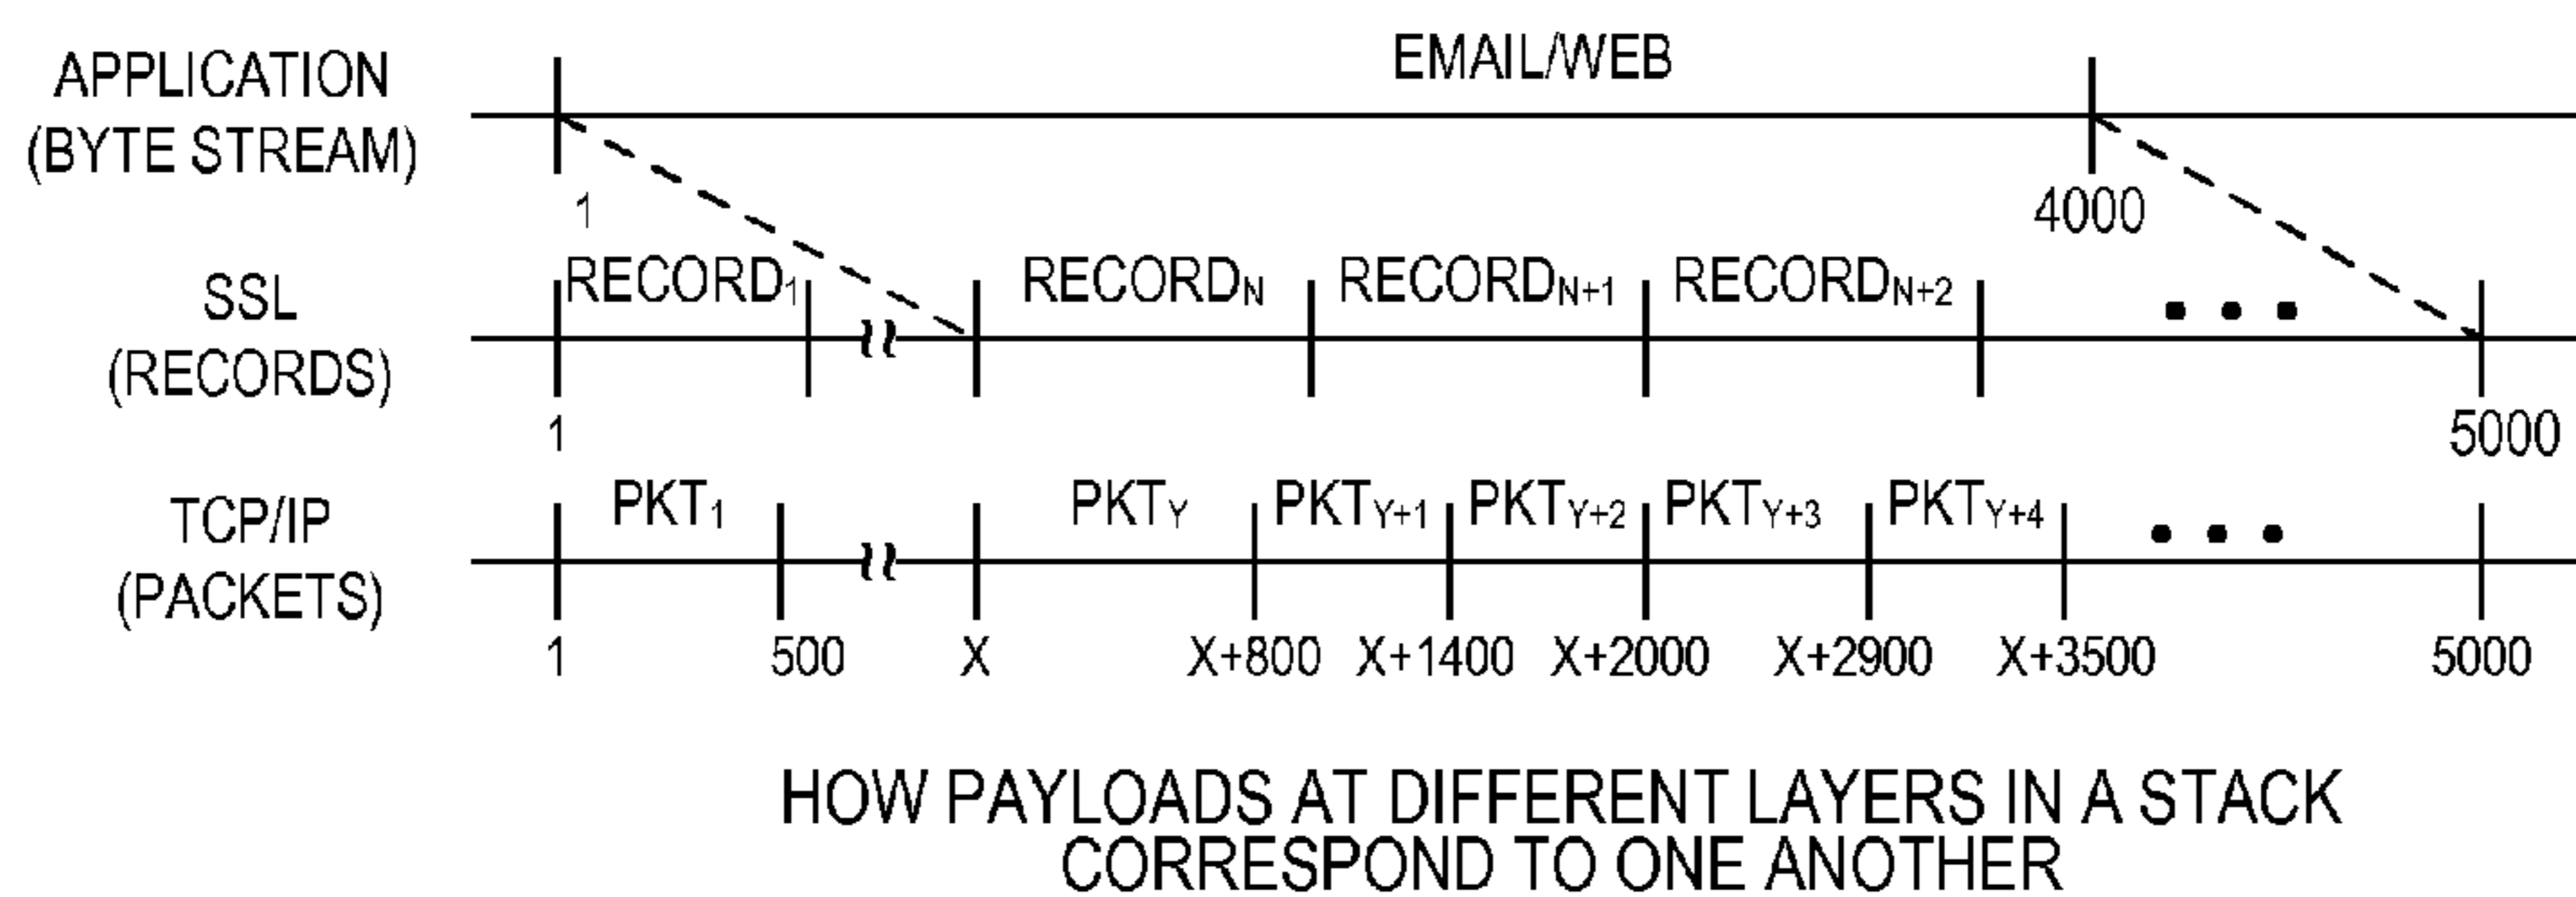 EMAIL/WEB
APPLICATION
(BYTE STREAM)
1
4000
RECORD1
RECORDN
RECORDN+1
RECORDN+2
SSL
(RECORDS)
1
5000
PKT1
PKTY
PKTY+1
PKTY+2
PKTY+3
PKTY+4
TCP/IP
(PACKETS)
1
500
X
X+800
X+1400
X+2000
X+2900
X+3500
5000
HOW PAYLOADS AT DIFFERENT LAYERS IN A STACK
CORRESPOND TO ONE ANOTHER